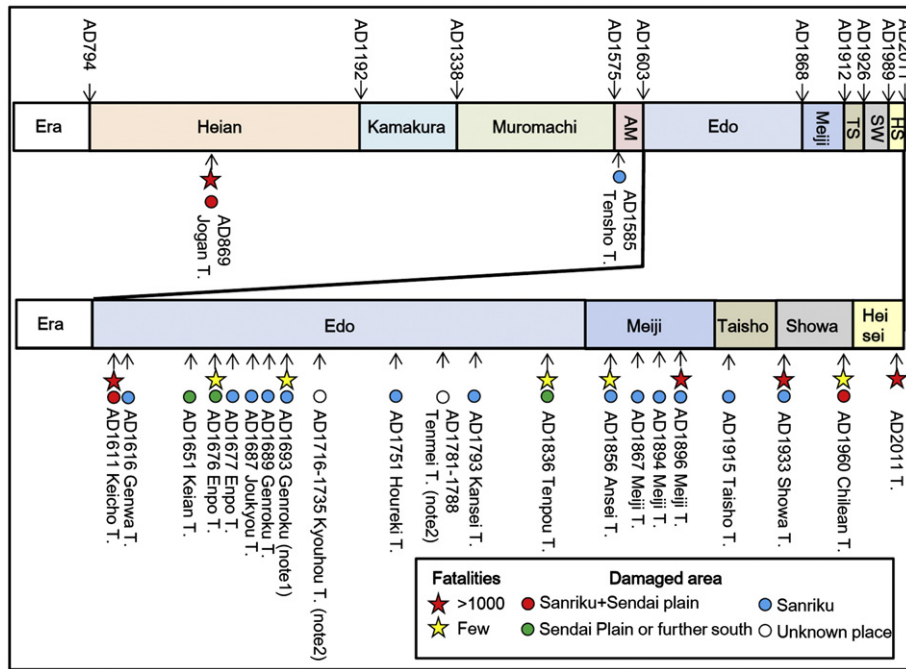 AD794
AD1192
AD1338
AD1575
AD1603
AD1868
AD1912
AD1926
AD1989
AD2011
Era
Heian
Kamakura
Muromachi
AM
Edo
Meiji
TS
SW
HS
AD869
Jogan T.
AD1585
Tensho T.
Era
Edo
Meiji
Taisho
Showa
Hei
sei
AD1611 Keicho T.
AD1616 Genwa T.
AD1651 Keian T.
AD1676 Enpo T.
AD1677 Enpo T.
AD1687 Joukyou T.
AD1689 Genroku T.
AD1693 Genroku (note1)
AD1716-1735 Kyouhou T. (note2)
AD1751 Houreki T.
AD1781-1788
Tenmei T. (note2)
AD1793 Kansei T.
AD1836 Tenpou T.
AD1856 Ansei T.
AD1867 Meiji T.
AD1894 Meiji T.
AD1896 Meiji T.
AD1915 Taisho T.
AD1933 Showa T.
AD1960 Chilean T.
AD2011 T.
Fatalities
>1000
Few
Damaged area
Sanriku+Sendai plain
Sanriku
Sendai Plain or further south
Unknown place